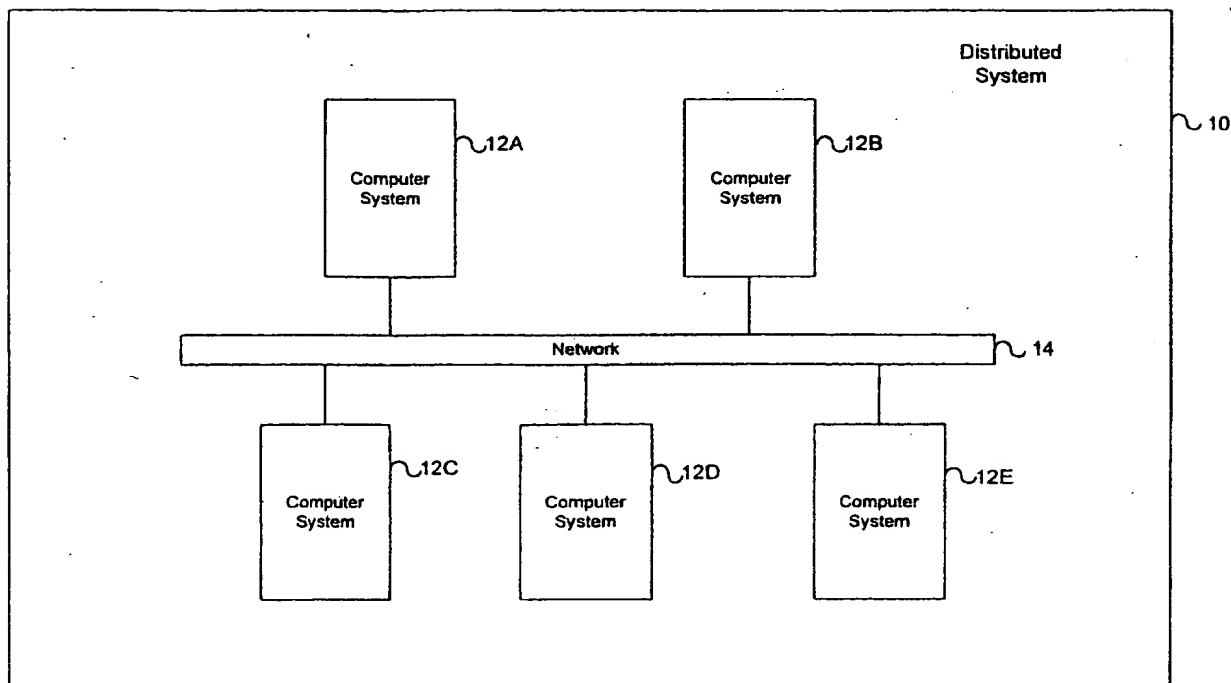 Distributed
System
10
12A
12B
Computer
System
Computer
System
Network
14
12C
12D
12E
Computer
System
Computer
System
Computer
System